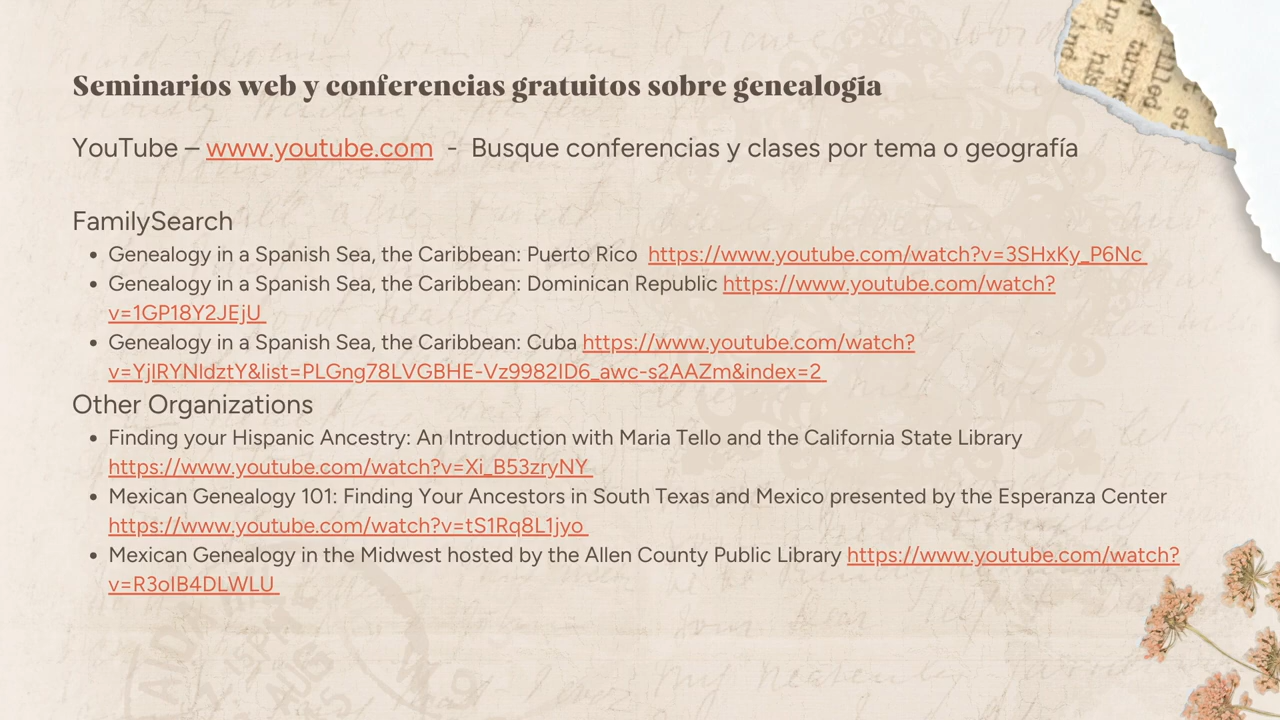 Seminarios web y conferencias gratuitos sobre genealogía
YouTube – www.youtube.com - Busque conferencias y clases por tema o geografía
FamilySearch
• Genealogy in a Spanish Sea, the Caribbean: Puerto Rico https://www.youtube.com/watch?v=3SHxKy_P6Nc
• Genealogy in a Spanish Sea, the Caribbean: Dominican Republic https://www.youtube.com/watch?
v=1GP18Y2JEjU
• Genealogy in a Spanish Sea, the Caribbean: Cuba https://www.youtube.com/watch?
v=YjlRYNldztY&list=PLGng78LVGBHE-Vz9982ID6_awc-s2AAZm&index=2
Other Organizations
• Finding your Hispanic Ancestry: An Introduction with Maria Tello and the California State Library
https://www.youtube.com/watch?v=Xi_B53zryNY
• Mexican Genealogy 101: Finding Your Ancestors in South Texas and Mexico presented by the Esperanza Center
https://www.youtube.com/watch?v=tS1Rq8L1jyo
• Mexican Genealogy in the Midwest hosted by the Allen County Public Library https://www.youtube.com/watch?
v=R3oIB4DLWLU